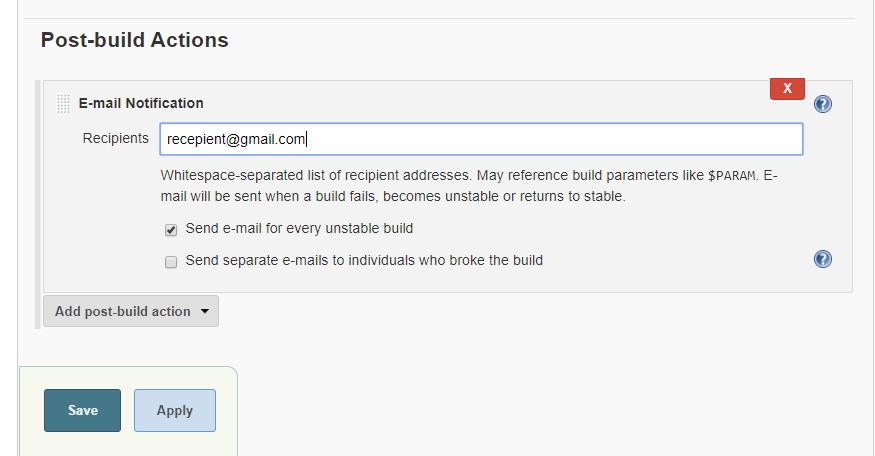 Post-build Actions
X
E-mail Notification
?
Recipients recepient@gmail.com
Whitespace-separated list of recipient addresses. May reference build parameters like $PARAM. E-
mail will be sent when a build fails, becomes unstable or returns to stable.
Send e-mail for every unstable build
Send separate e-mails to individuals who broke the build
?
Add post-build action
Save Apply